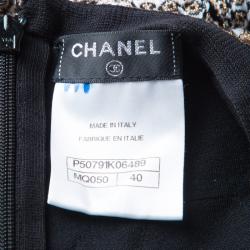 CHANEL
MADE IN ITALY
FABRIQUE EN ITALIE
P50791K06489
MQ050 40